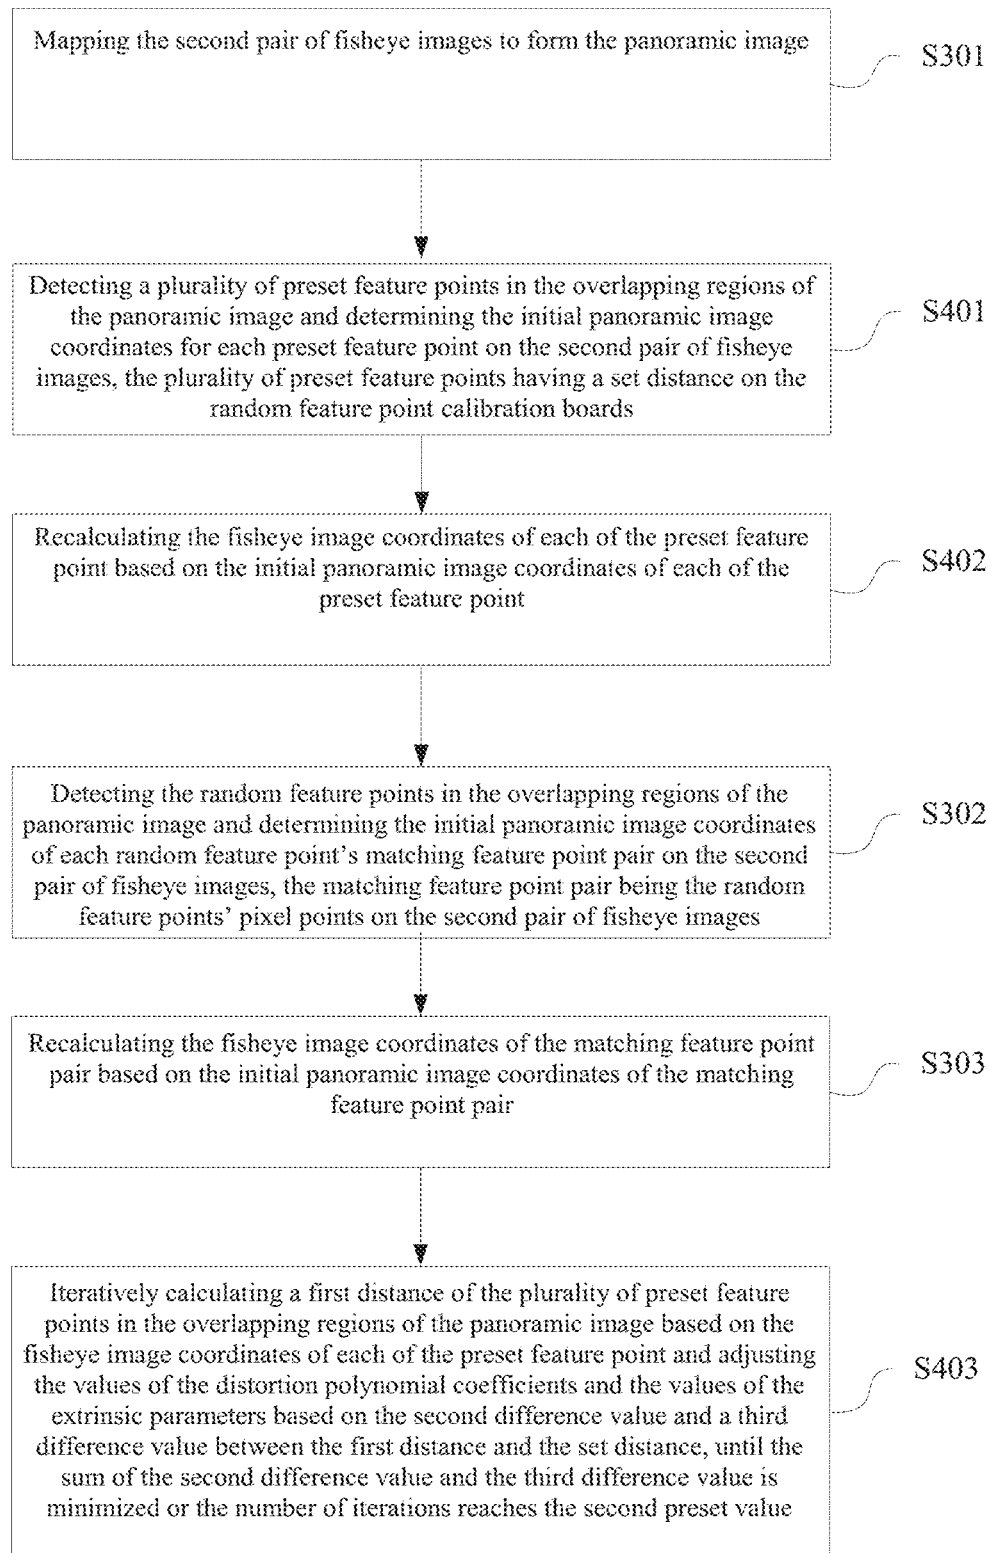 Mapping the second pair of fisheye images to form the panoramic image
S301
Detecting a plurality of preset feature points in the overlapping regions of
the panoramic image and determining the initial panoramic image
coordinates for each preset feature point on the second pair of fisheye
images, the plurality of preset feature points having a set distance on the
random feature point calibration boards
S401
Recalculating the fisheye image coordinates of each of the preset feature
point based on the initial panoramic image coordinates of each of the
preset feature point
S402
Detecting the random feature points in the overlapping regions of the
panoramic image and determining the initial panoramic image coordinates
of each random feature point's matching feature point pair on the second
pair of fisheye images, the matching feature point pair being the random
feature points' pixel points on the second pair of fisheye images
S302
Recalculating the fisheye image coordinates of the matching feature point
pair based on the initial panoramic image coordinates of the matching
feature point pair
S303
Iteratively calculating a first distance of the plurality of preset feature
points in the overlapping regions of the panoramic image based on the
fisheye image coordinates of each of the preset feature point and adjusting
the values of the distortion polynomial coefficients and the values of the
extrinsic parameters based on the second difference value and a third
difference value between the first distance and the set distance, until the
sum of the second difference value and the third difference value is
minimized or the number of iterations reaches the second preset value
S403